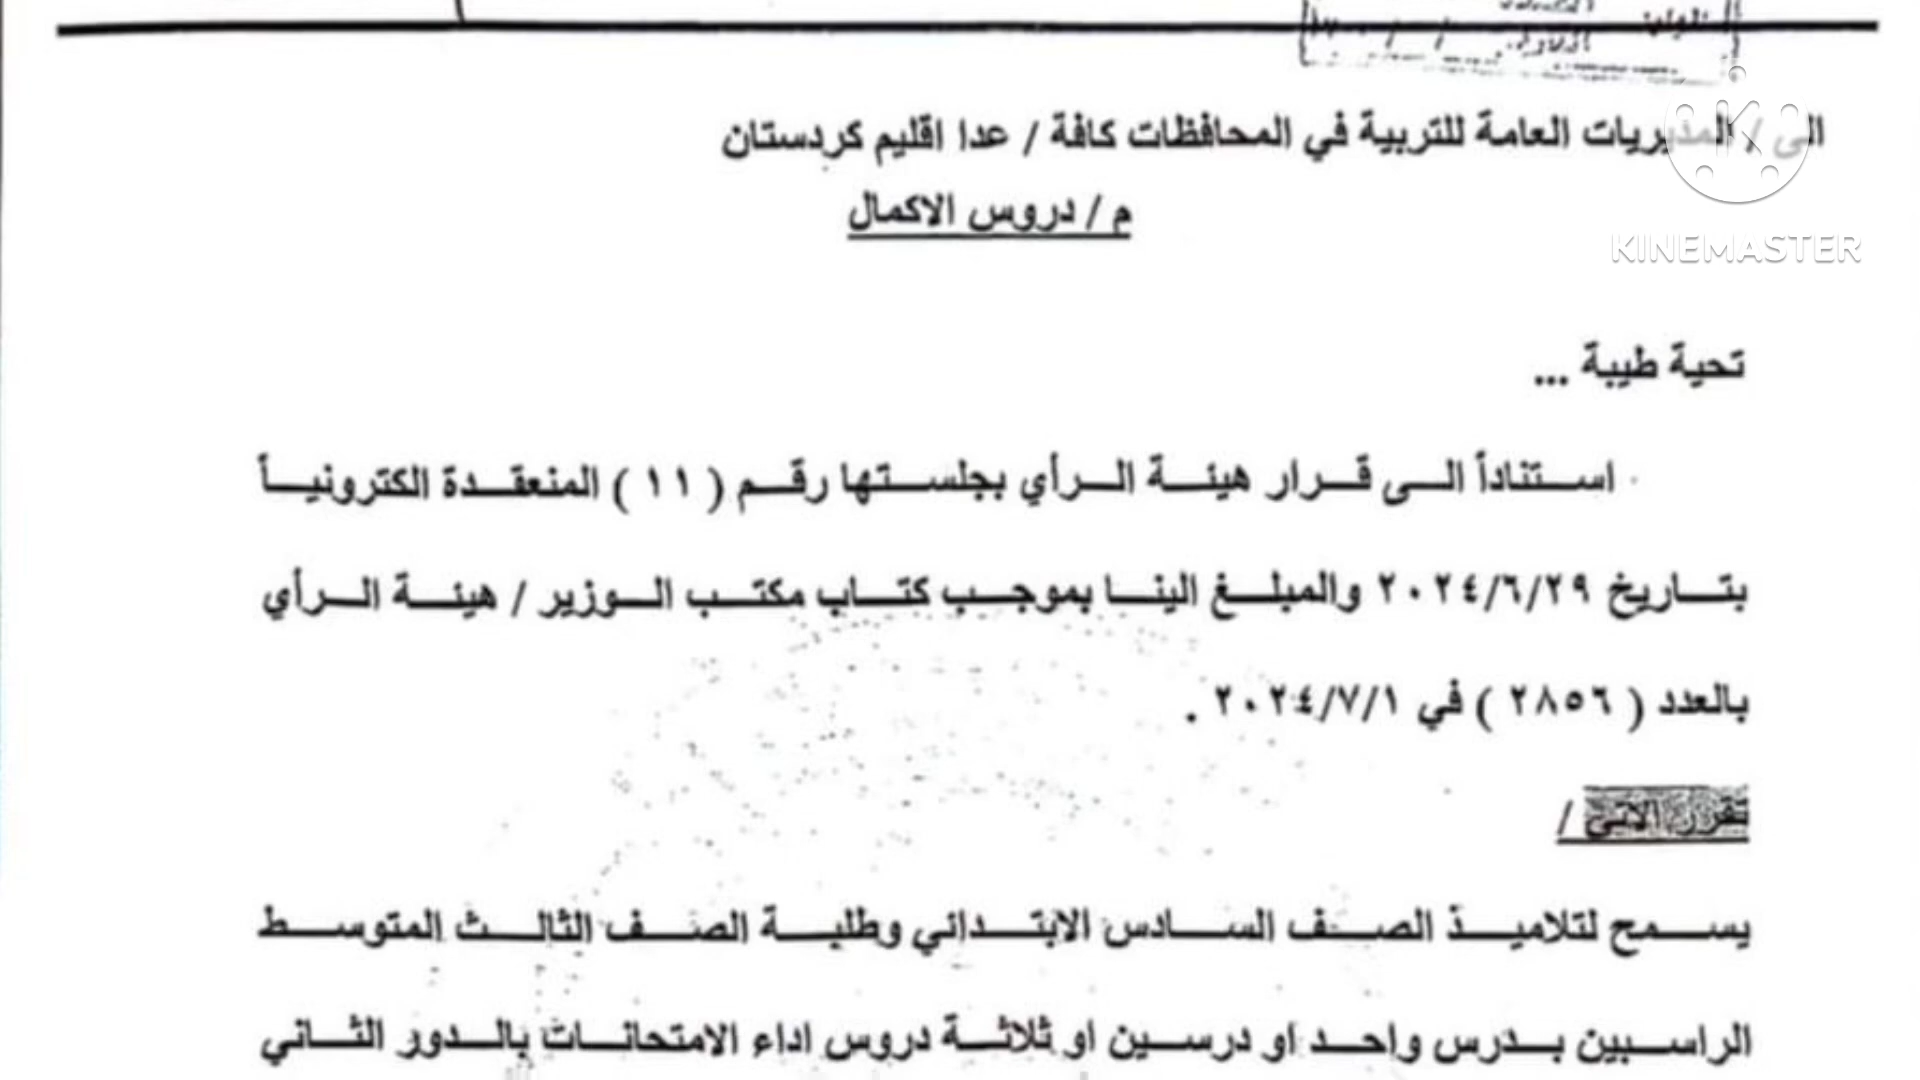 الى / المديريات العامة للتربية في المحافظات كافة / عدا اقليم كردستان
KINEMASTER
م / دروس الاكمال
تحية طيبة ...
استناداً الى قرار هيئة الرأي بجلستها رقم ( ١١ ) المنعقدة الكترونياً
بتاريخ ٢٠٢٤/٦/٢٩ والمبلغ الينا بموجب كتاب مكتب الوزير / هيئة الرأي
بالعدد ( ٢٨٥٦ ) في ٢٠٢٤/٧/١ .
تقرر الاتي /
يسمح لتلاميذ الصف السادس الابتدائي وطلبة الصف الثالث المتوسط
الراسبين بدرس واحد او درسين او ثلاثة دروس اداء الامتحانات بالدور الثاني